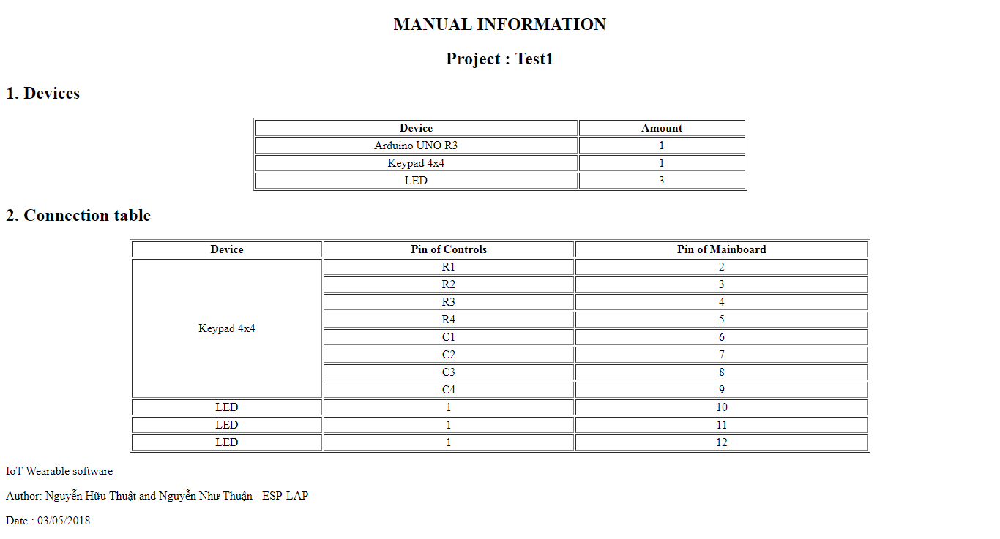 MANUAL INFORMATION
Project : Test1
1. Devices
Device Amount
Arduino UNO R3 1
Keypad 4x4 1
LED 3
2. Connection table
Device Pin of Controls Pin of Mainboard
R1 2
R2 3
R3 4
R4 5
Keypad 4x4
C1 6
C2 7
C3 8
C4 9
LED 1 10
LED 1 11
LED 1 12
IoT Wearable software
Author: Nguyễn Hữu Thuật and Nguyễn Như Thuận - ESP-LAP
Date : 03/05/2018